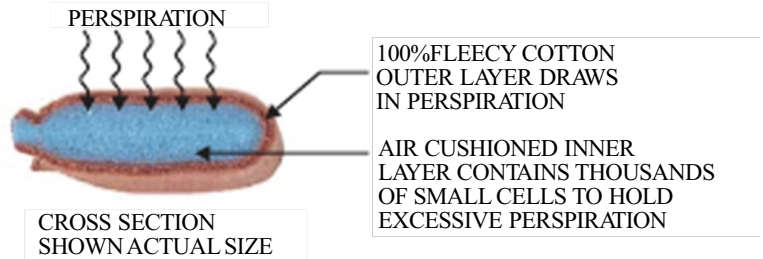 PERSPIRATION
100%FLEECY COTTON
OUTER LAYER DRAWS
IN PERSPIRATION
AIR CUSHIONED INNER
LAYER CONTAINS THOUSANDS
OF SMALL CELLS TO HOLD
EXCESSIVE PERSPIRATION
CROSS SECTION
SHOWN ACTUAL SIZE